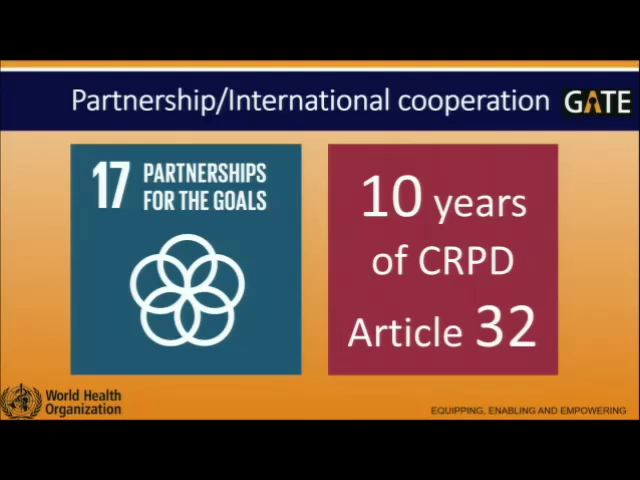 Partnership/International cooperation
GATE
17 PARTNERSHIPS
FOR THE GOALS
10 years
of CRPD
Article 32
World Health
Organization
EQUIPPING, ENABLING AND EMPOWERING